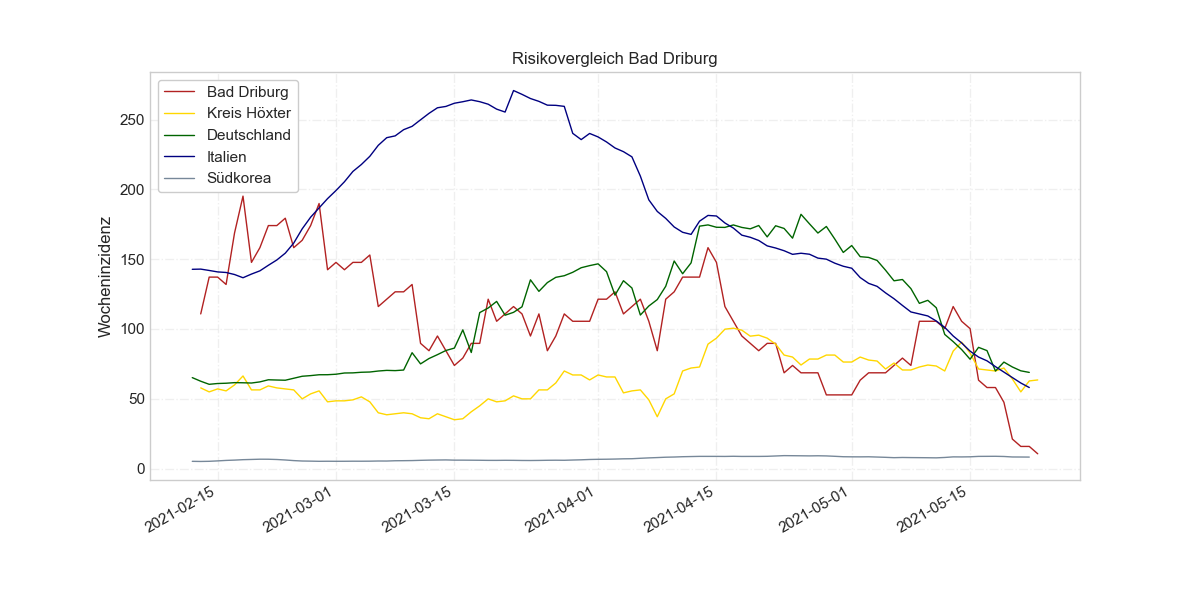 Risikovergleich Bad Driburg
Bad Driburg
Kreis Höxter
Deutschland
Italien
Südkorea
Wocheninzidenz
250
200
150
100
50
0
2021-02-15
2021-03-01
2021-03-15
2021-04-01
2021-04-15
2021-05-01
2021-05-15